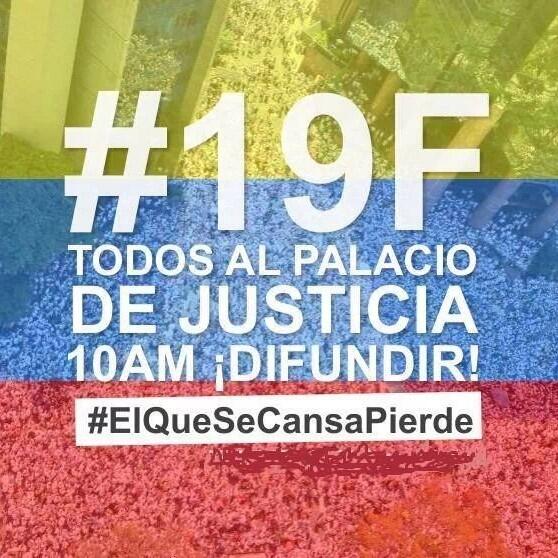 #19F
TODOS AL PALACIO
DE JUSTICIA
10AM ¡DIFUNDIR!
#ElQueSeCansaPierde